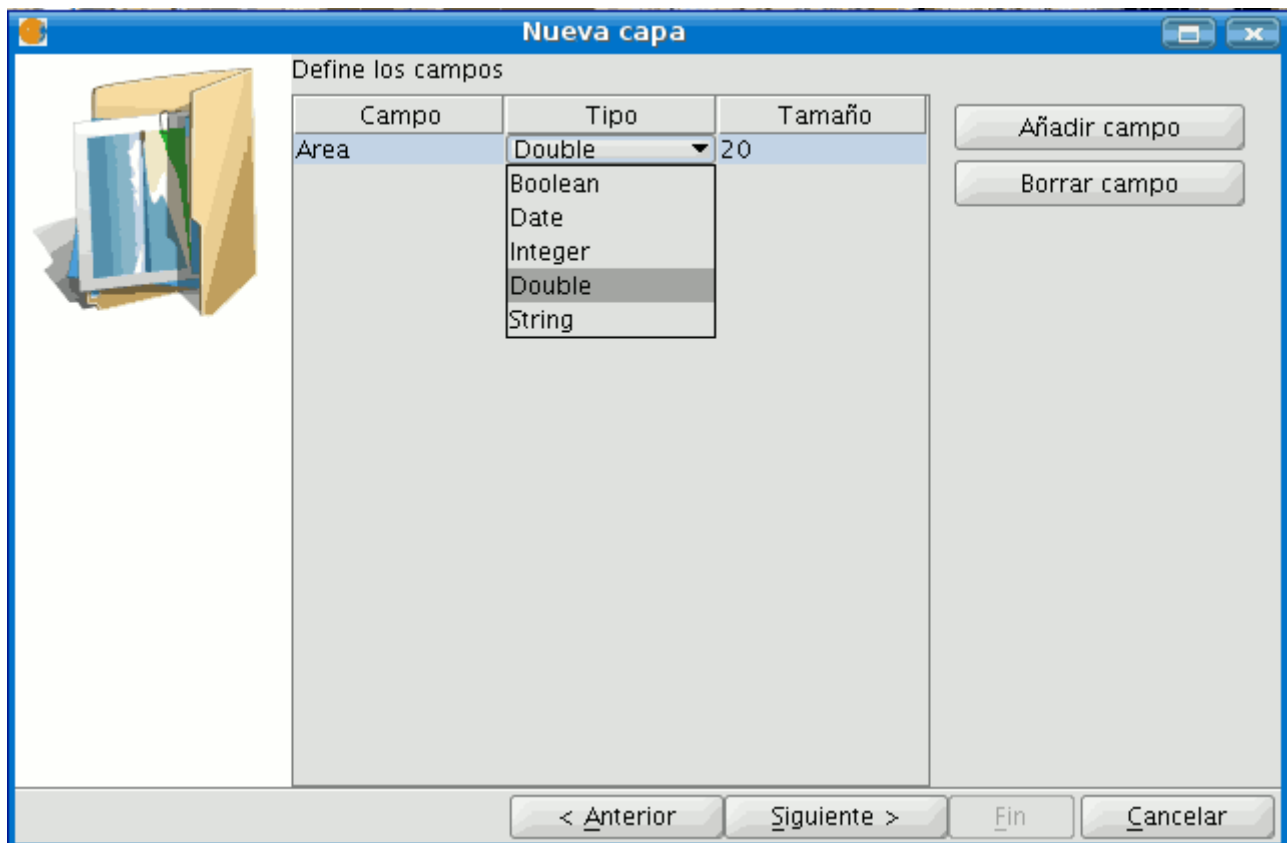 Nueva capa
Define los campos
Campo Tipo Tamaño
Area Double 20
Boolean
Date
Integer
Double
String
Añadir campo
Borrar campo
< Anterior Siguiente > Fin Cancelar